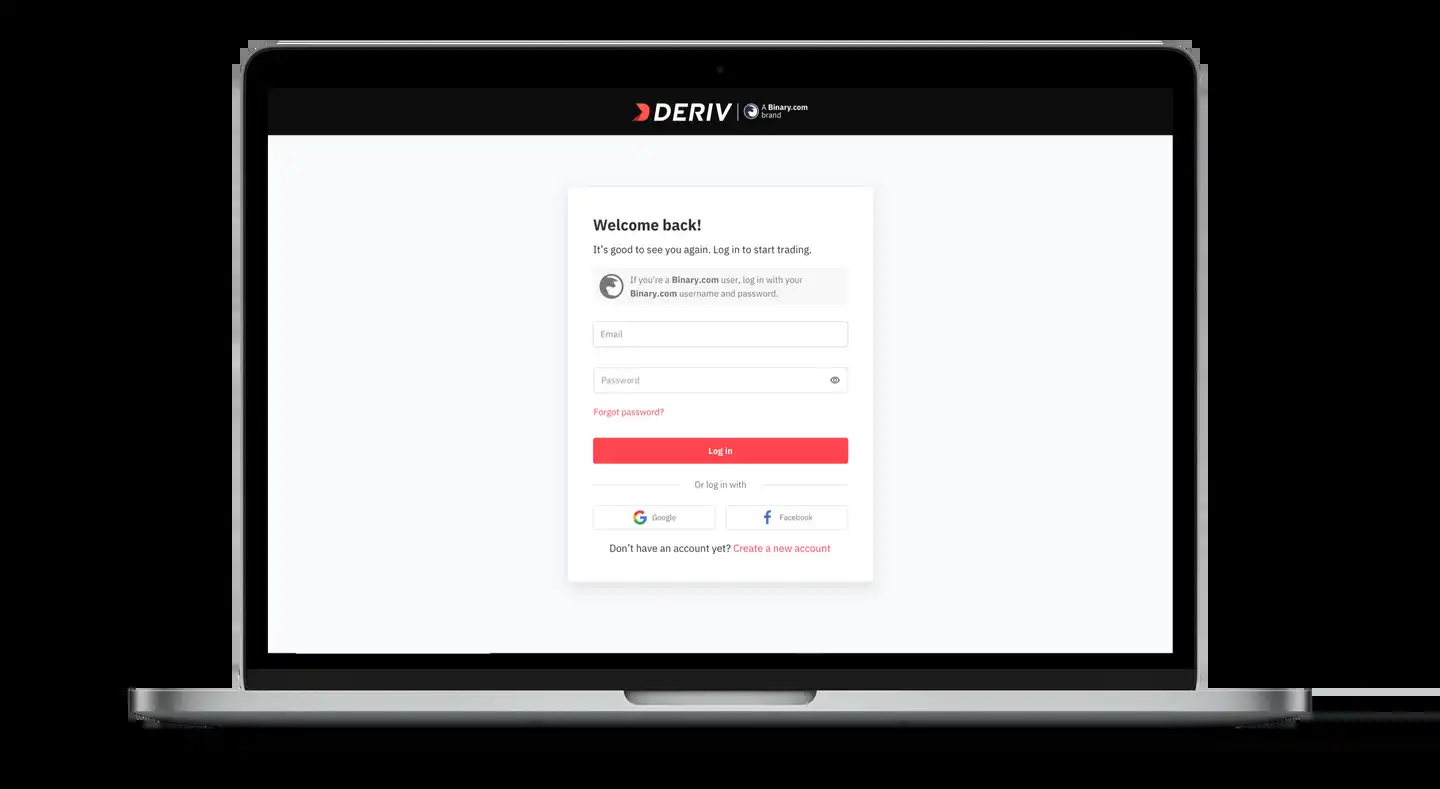 DERIV
A Binary.com
brand
Welcome back!
It's good to see you again. Log in to start trading.
If you're a Binary.com user, log in with your
Binary.com username and password.
Email
Password
Forgot password?
Log in
Or log in with
Google
Facebook
Don't have an account yet? Create a new account